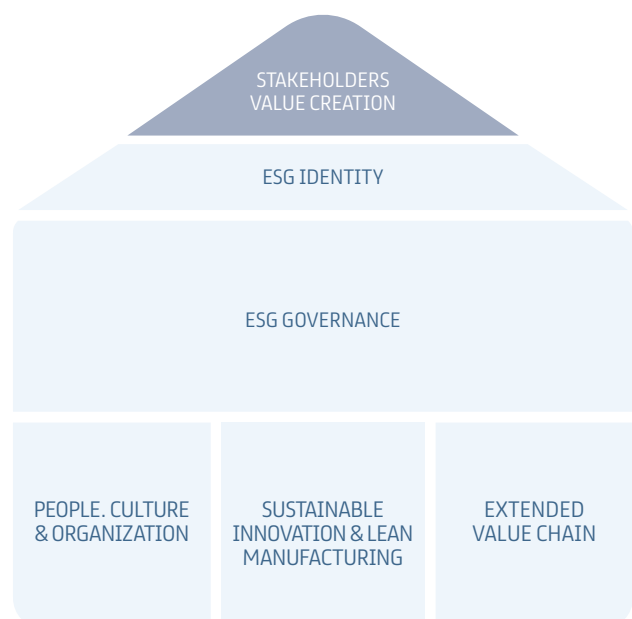 STAKEHOLDERS
VALUE CREATION
ESG IDENTITY
ESG GOVERNANCE
PEOPLE. CULTURE
& ORGANIZATION
SUSTAINABLE
INNOVATION & LEAN
MANUFACTURING
EXTENDED
VALUE CHAIN